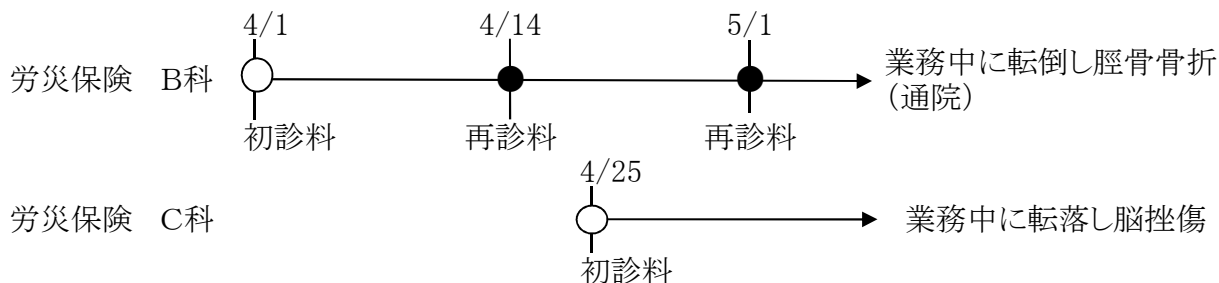 4/1 4/14 5/1
労災保険 B科
業務中に転倒し脛骨骨折
（通院）
初診料 再診料 再診料
4/25
労災保険 C科
業務中に転落し脳挫傷
初診料